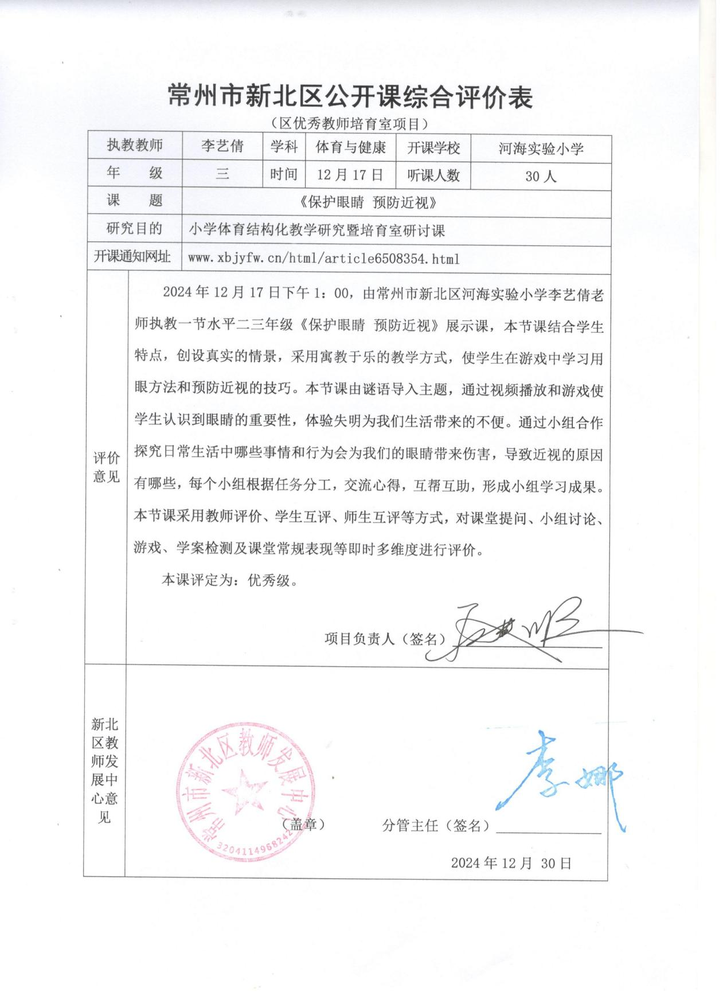 常州市新北区公开课综合评价表
（区优秀教师培育室项目）
执教教师 李艺倩 学科 体育与健康 开课学校 河海实验小学
年 级 三 时间 12月17日 听课人数 30人
课 题 《保护眼睛 预防近视》
研究目的 小学体育结构化教学研究暨培育室研讨课
开课通知网址 www.xbjyfw.cn/html/article6508354.html
2024年12月17日下午1：00，由常州市新北区河海实验小学李艺倩老
师执教一节水平二三年级《保护眼睛 预防近视》展示课，本节课结合学生
特点，创设真实的情景，采用寓教于乐的教学方式，使学生在游戏中学习用
眼方法和预防近视的技巧。本节课由谜语导入主题，通过视频播放和游戏使
学生认识到眼睛的重要性，体验失明为我们生活带来的不便。通过小组合作
探究日常生活中哪些事情和行为会为我们的眼睛带来伤害，导致近视的原因
有哪些，每个小组根据任务分工，交流心得，互帮互助，形成小组学习成果。
本节课采用教师评价、学生互评、师生互评等方式，对课堂提问、小组讨论、
游戏、学案检测及课堂常规表现等即时多维度进行评价。
本课评定为：优秀级。
评价
意见
项目负责人（签名）
新北
区教
师发
展中
心意
见
常州市新北区教师发展中心
3204114968242
（盖章）
分管主任（签名）
李娜
2024年12月 30日